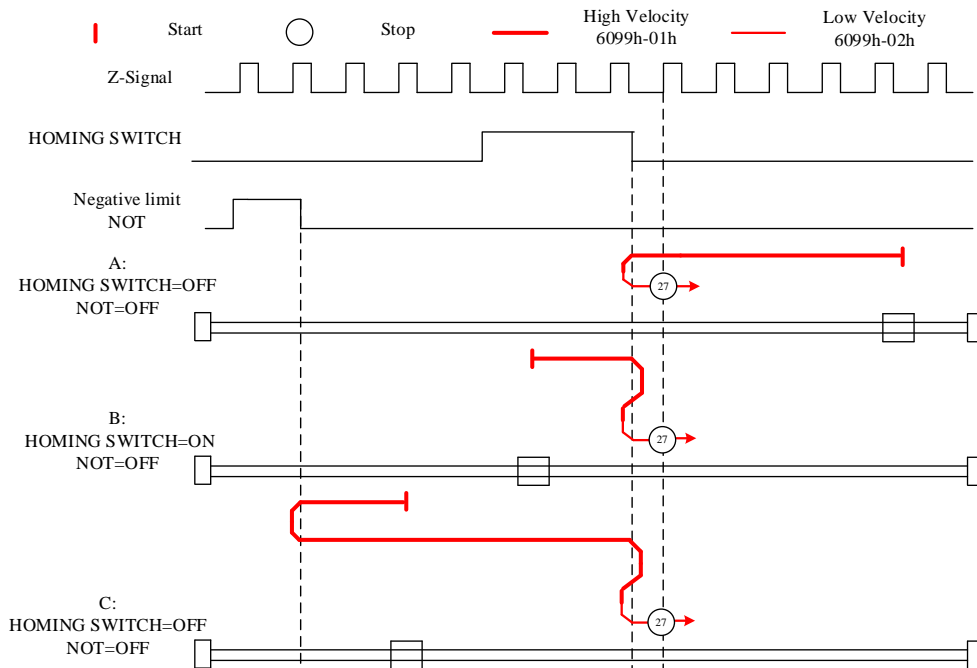 Start
Stop
High Velocity
6099h-01h
Low Velocity
6099h-02h
Z-Signal
HOMING SWITCH
Negative limit
NOT
A:
HOMING SWITCH=OFF
NOT=OFF
27
B:
HOMING SWITCH=ON
NOT=OFF
27
C:
HOMING SWITCH=OFF
NOT=OFF
27